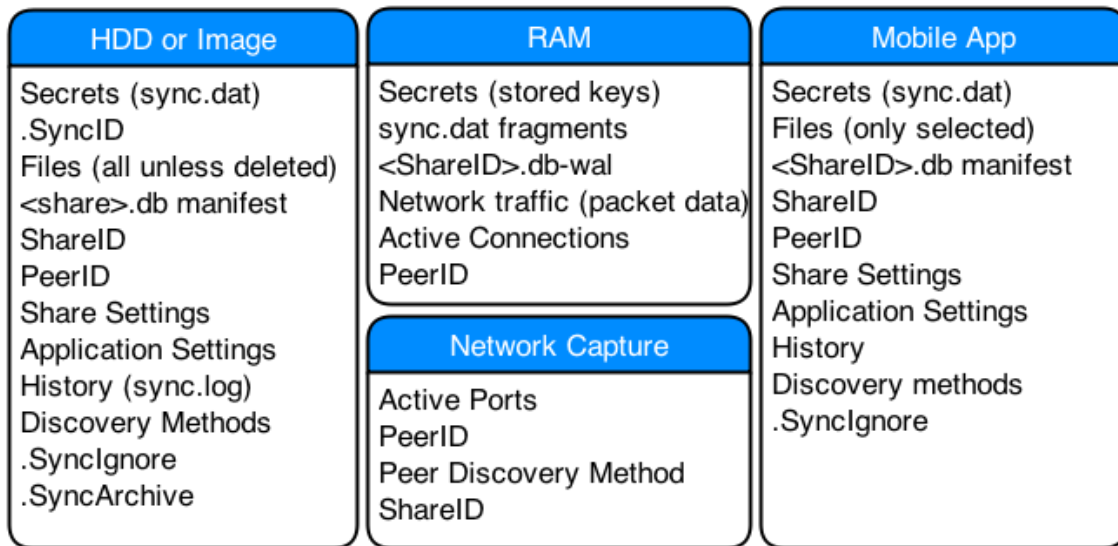 HDD or Image
Secrets (sync.dat)
.SyncID
Files (all unless deleted)
<share>.db manifest
ShareID
PeerID
Share Settings
Application Settings
History (sync.log)
Discovery Methods
.SyncIgnore
.SyncArchive
RAM
Secrets (stored keys)
sync.dat fragments
<ShareID>.db-wal
Network traffic (packet data)
Active Connections
PeerID
Network Capture
Active Ports
PeerID
Peer Discovery Method
ShareID
Mobile App
Secrets (sync.dat)
Files (only selected)
<ShareID>.db manifest
ShareID
PeerID
Share Settings
Application Settings
History
Discovery methods
.SyncIgnore